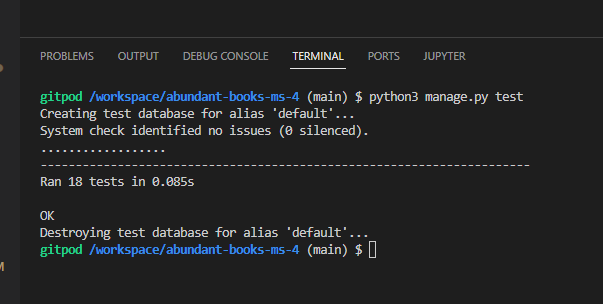 PROBLEMS OUTPUT DEBUG CONSOLE TERMINAL PORTS JUPYTER
gitpod /workspace/abundant-books-ms-4 (main) $ python3 manage.py test
Creating test database for alias 'default'...
System check identified no issues (0 silenced).
..................
----------------------------------------------------------------------
Ran 18 tests in 0.085s
OK
Destroying test database for alias 'default'...
gitpod /workspace/abundant-books-ms-4 (main) $
M